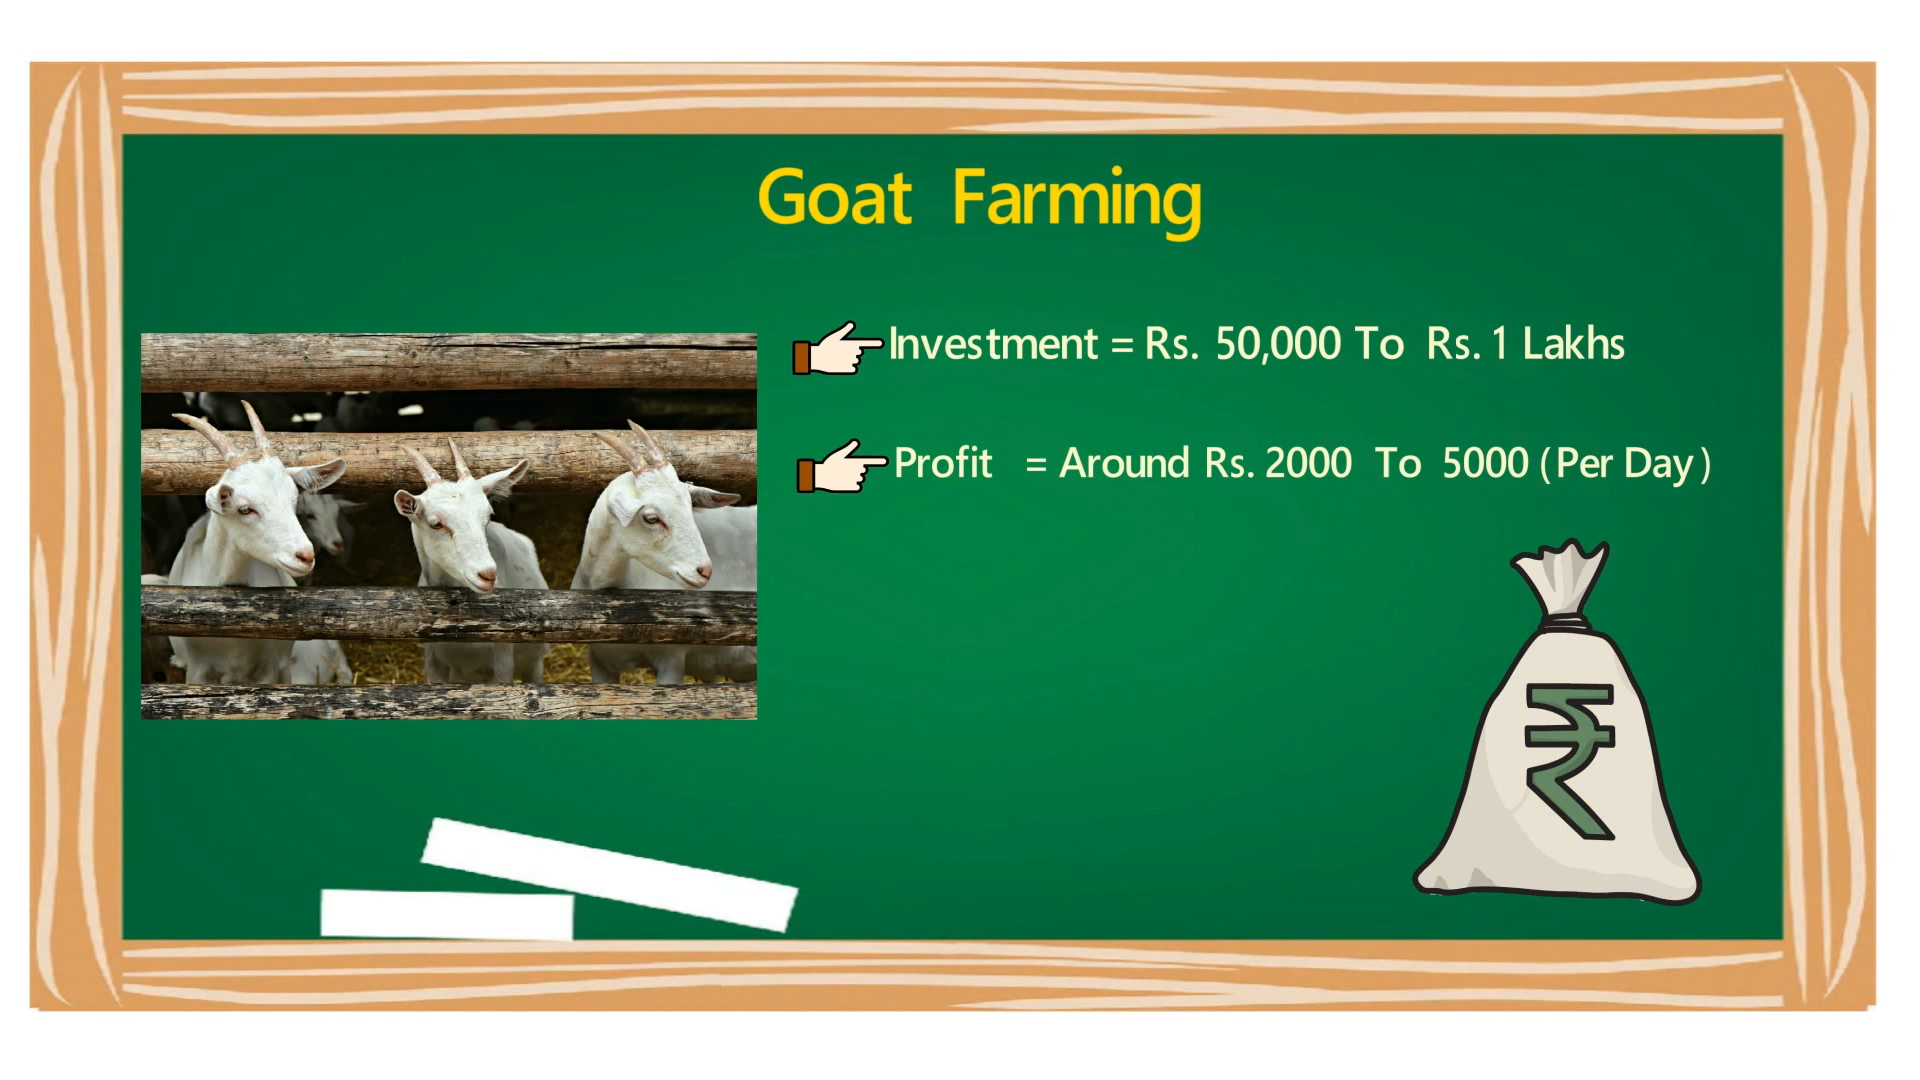 Goat Farming
Investment = Rs. 50,000 To Rs. 1 Lakhs
Profit = Around Rs. 2000 To 5000 (Per Day)
₹